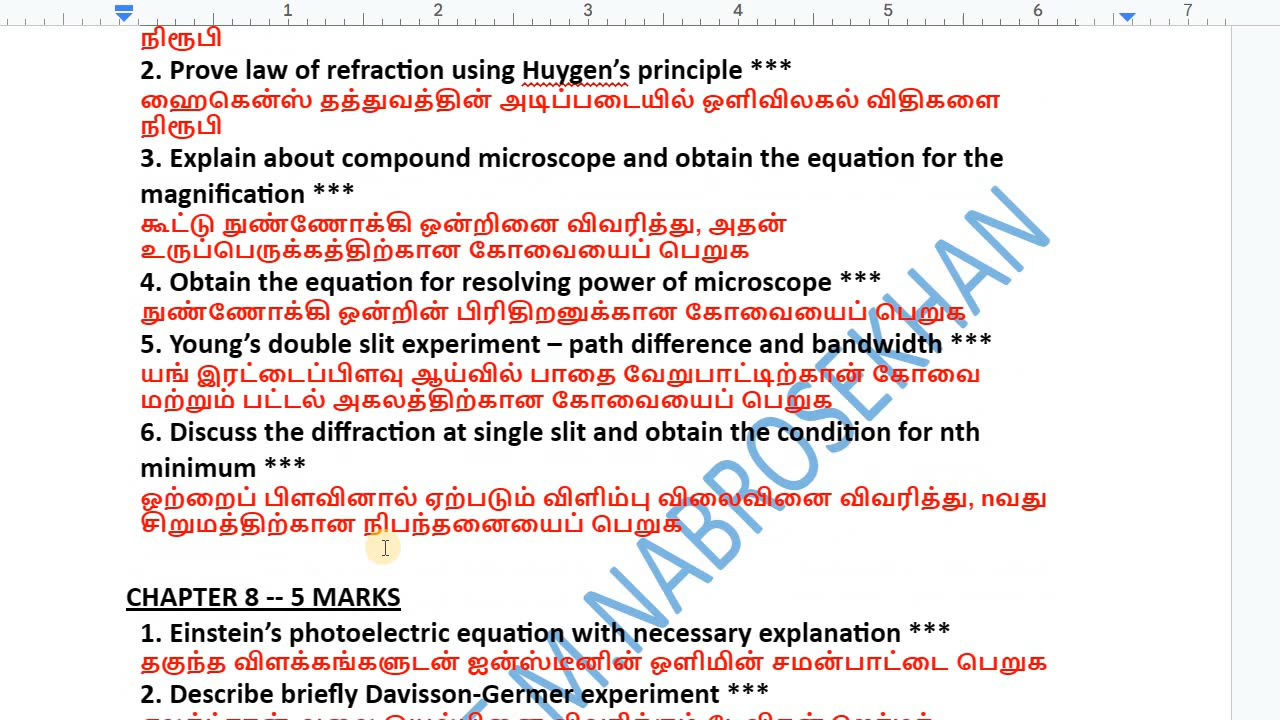 1 2 3 4 5 6 7
நிரூபி
2. Prove law of refraction using Huygen’s principle ***
ஹைகென்ஸ் தத்துவத்தின் அடிப்படையில் ஒளிவிலகல் விதிகளை
நிரூபி
3. Explain about compound microscope and obtain the equation for the
magnification ***
கூட்டு நுண்ணோக்கி ஒன்றினை விவரித்து, அதன்
உருப்பெருக்கத்திற்கான கோவையைப் பெறுக
4. Obtain the equation for resolving power of microscope ***
நுண்ணோக்கி ஒன்றின் பிரிதிறனுக்கான கோவையைப் பெறுக
5. Young’s double slit experiment – path difference and bandwidth ***
யங் இரட்டைப்பிளவு ஆய்வில் பாதை வேறுபாட்டிற்கான் கோவை
மற்றும் பட்டல் அகலத்திற்கான கோவையைப் பெறுக
6. Discuss the diffraction at single slit and obtain the condition for nth
minimum ***
ஒற்றைப் பிளவினால் ஏற்படும் விளிம்பு விலைவினை விவரித்து, nவது
சிறுமத்திற்கான நிபந்தனையைப் பெறுக
CHAPTER 8 -- 5 MARKS
1. Einstein’s photoelectric equation with necessary explanation ***
தகுந்த விளக்கங்களுடன் ஐன்ஸ்டீனின் ஒளிமின் சமன்பாட்டை பெறுக
2. Describe briefly Davisson-Germer experiment ***
M.NABROSEKHAN